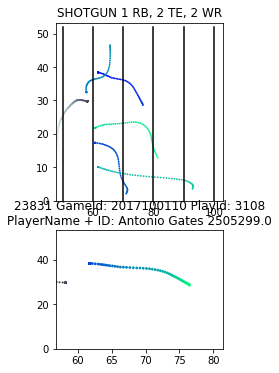 SHOTGUN 1 RB, 2 TE, 2 WR
50
40
30
20
10
0
60 80 100
23831 GameId: 2017100110 PlayId: 3108
PlayerName + ID: Antonio Gates 2505299.0
40
20
0
60 65 70 75 80